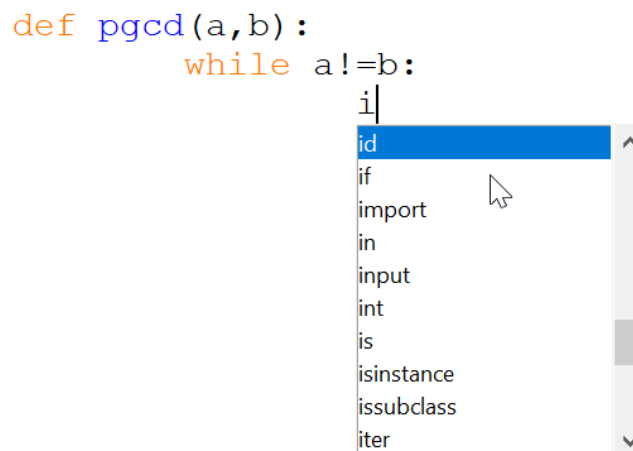 def pgcd(a,b):
while a!=b:
i
id
if
import
in
input
int
is
isinstance
issubclass
iter